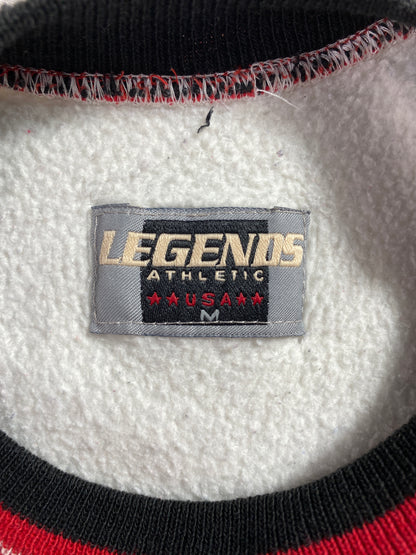 LEGENDS
ATHLETIC
★★USA★★
M